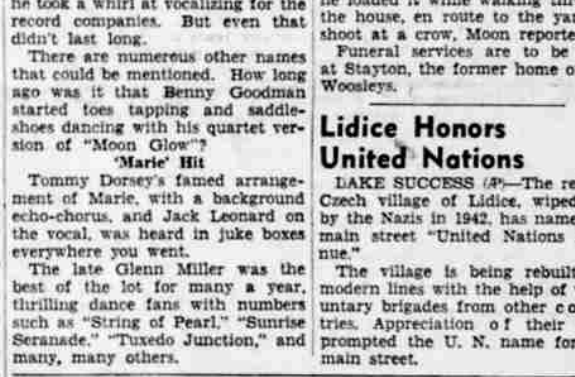 he took a whirl at vocalizing for the
record companies. But even that
didn't last long.
There are numerous other names
that could be mentioned. How long
ago was it that Benny Goodman
started toes tapping and saddle-
shoes dancing with his quartet ver-
sion of "Moon Glow"?
'Marie' Hit
Tommy Dorsey's famed arrange-
ment of Marie, with a background
echo-chorus, and Jack Leonard on
the vocal, was heard in juke boxes
everywhere you went.
The late Glenn Miller was the
best of the lot for many a year,
thrilling dance fans with numbers
such as "String of Pearl," "Sunrise
Seranade," "Tuxedo Junction," and
many, many others.
he loaded it while walking
the house, en route to the
shoot at a crow, Moon reporte
Funeral services are to be
at Stayton, the former home o
Woosleys.
Lidice Honors
United Nations
LAKE SUCCESS (AP)—The re
Czech village of Lidice, wiped
by the Nazis in 1942, has name
main street "United Nations
nue."
The village is being rebuilt
modern lines with the help of
untary brigades from other co
tries. Appreciation of their
prompted the U. N. name for
main street.